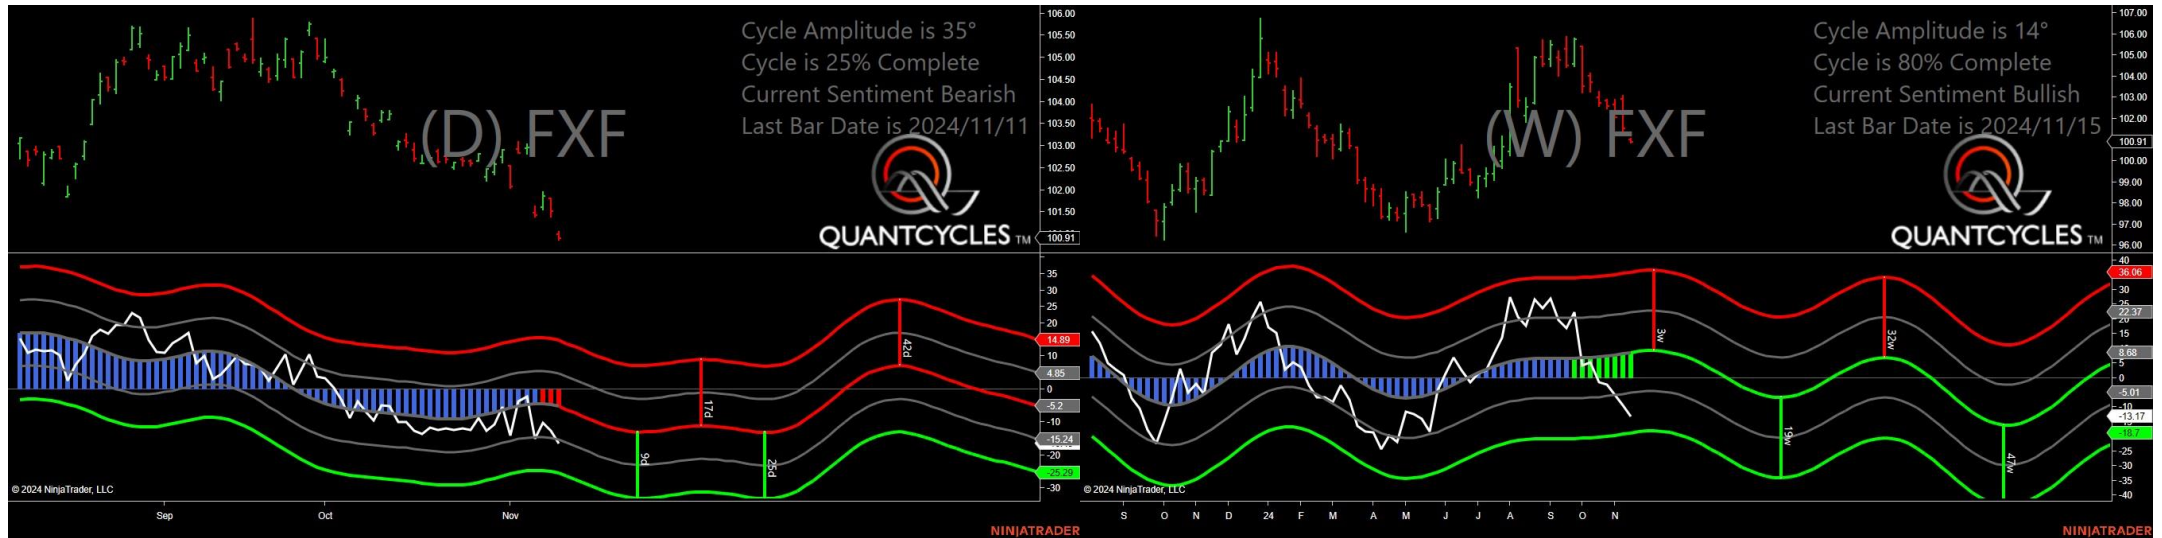 Cycle Amplitude is 35°
Cycle is 25% Complete
Current Sentiment Bearish
Last Bar Date is 2024/11/11
(D) FXF
QUANTCYCLES TM
106.00
105.50
105.00
104.50
104.00
103.50
103.00
102.50
102.00
101.50
100.91
35
30
25
20
14.89
10
4.85
0
-5.2
-10
-15.24
-20
-25.29
-30
9d
17d
25d
42d
© 2024 NinjaTrader, LLC
Sep Oct Nov
NINJATRADER
Cycle Amplitude is 14°
Cycle is 80% Complete
Current Sentiment Bullish
Last Bar Date is 2024/11/15
(W) FXF
QUANTCYCLES TM
107.00
106.00
105.00
104.00
103.00
102.00
100.91
100.00
99.00
98.00
97.00
96.00
40
36.06
30
22.37
15
8.68
5
0
-5.01
-10
-13.17
-18.7
-25
-30
-35
-40
3w
19w
32w
47w
© 2024 NinjaTrader, LLC
S O N D 24 F M A M J J A S O N
NINJATRADER